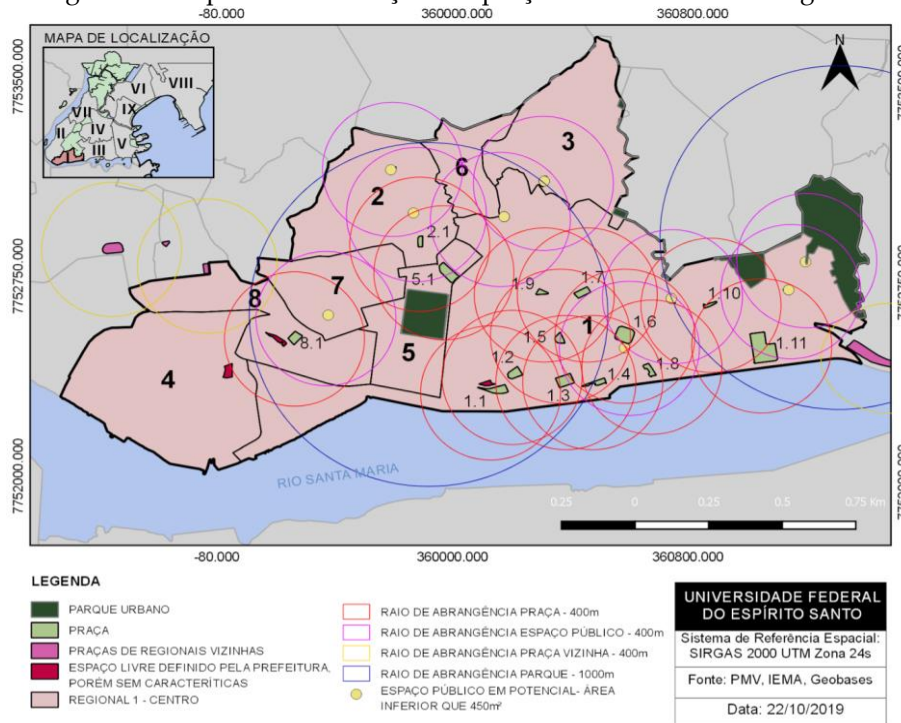 -80.000 360000.000 360800.000
MAPA DE LOCALIZAÇÃO
VI
VIII
VII
IX
II
IV
III
V
N
7753500.000
7752750.000
7752000.000
3
6
2
2.1
7
5.1
1.9
1.7
8
1.10
1
1.6
1.5
5
8.1
1.11
1.2
4
1.8
1.4
1.1
1.3
RIO SANTA MARIA
0.25 0 0.25 0.5 0.75 Km
-80.000 360000.000 360800.000
LEGENDA
PARQUE URBANO
PRAÇA
PRAÇAS DE REGIONAIS VIZINHAS
ESPAÇO LIVRE DEFINIDO PELA PREFEITURA,
PORÉM SEM CARACTERÍTICAS
REGIONAL 1 - CENTRO
RAIO DE ABRANGÊNCIA PRAÇA - 400m
RAIO DE ABRANGÊNCIA ESPAÇO PÚBLICO - 400m
RAIO DE ABRANGÊNCIA PRAÇA VIZINHA - 400m
RAIO DE ABRANGÊNCIA PARQUE - 1000m
ESPAÇO PÚBLICO EM POTENCIAL- ÁREA
INFERIOR QUE 450m²
UNIVERSIDADE FEDERAL
DO ESPÍRITO SANTO
Sistema de Referência Espacial:
SIRGAS 2000 UTM Zona 24s
Fonte: PMV, IEMA, Geobases
Data: 22/10/2019